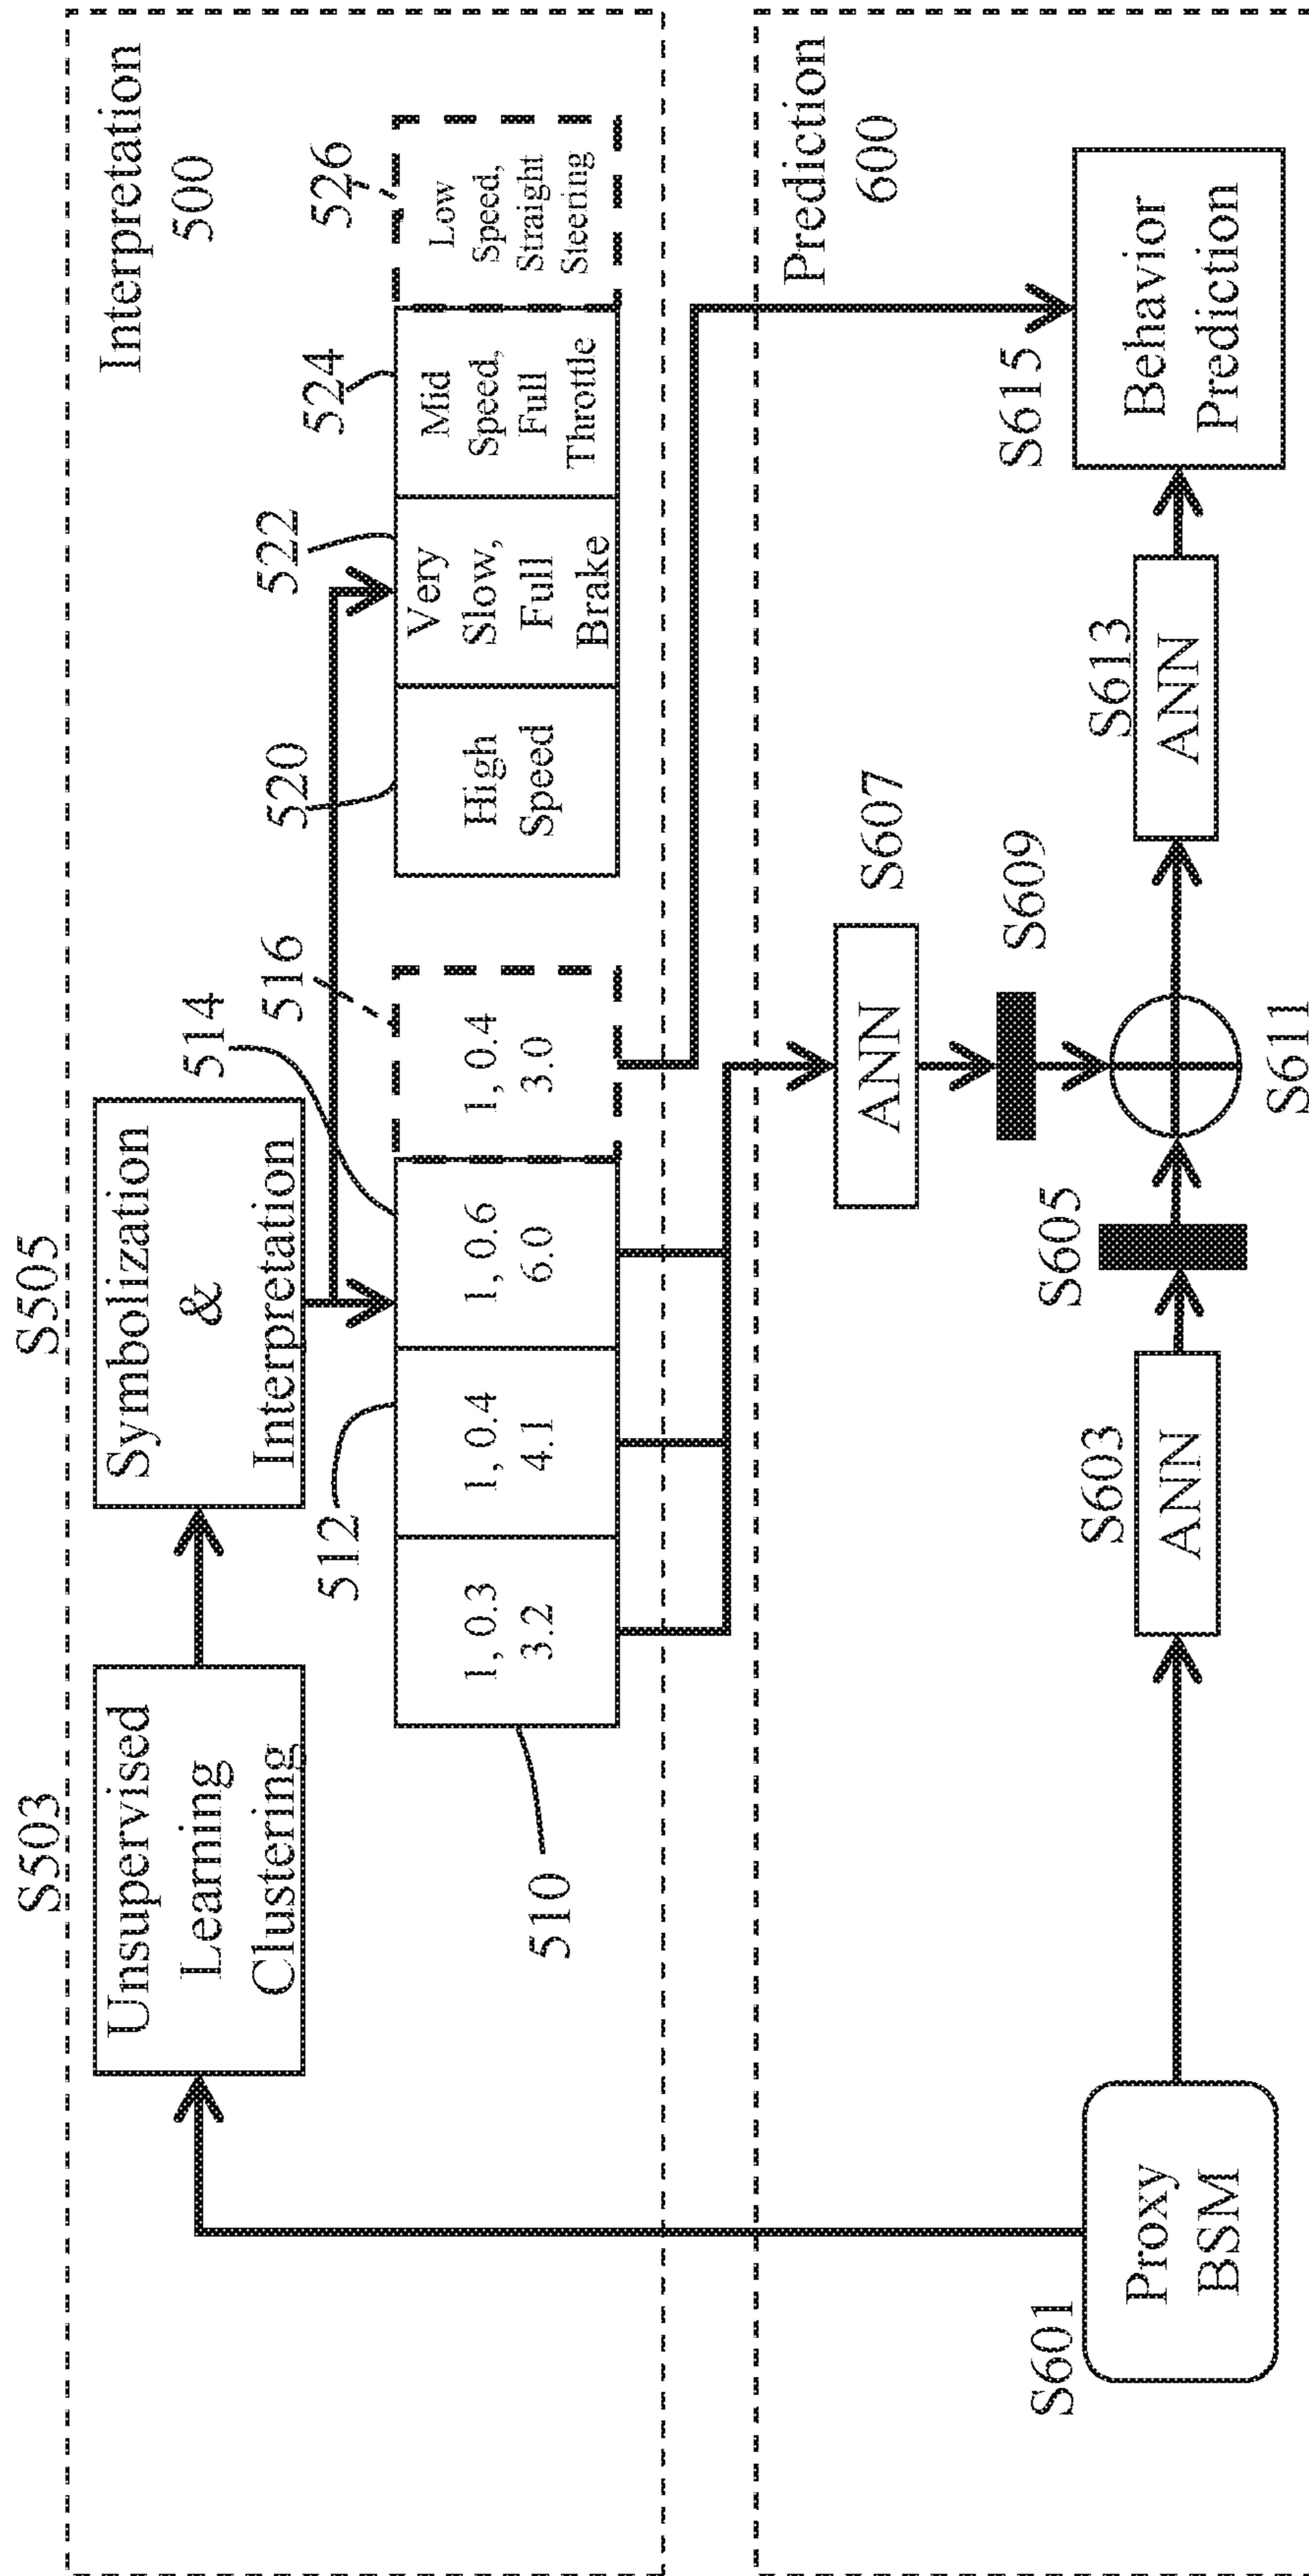 S503
S505
Interpretation
500
Unsupervised
Learning
Clustering
Symbolization
&
Interpretation
514
516
520
522
524
526
512
510
1, 0.3
3.2
1, 0.4
4.1
1, 0.6
6.0
1, 0.4
3.0
High
Speed
Very
Slow,
Full
Brake
Mid
Speed,
Full
Throttle
Low
Speed,
Straight
Steering
Prediction
600
S607
ANN
S609
S601
Proxy
BSM
S603
ANN
S605
S611
S613
ANN
S615
Behavior
Prediction